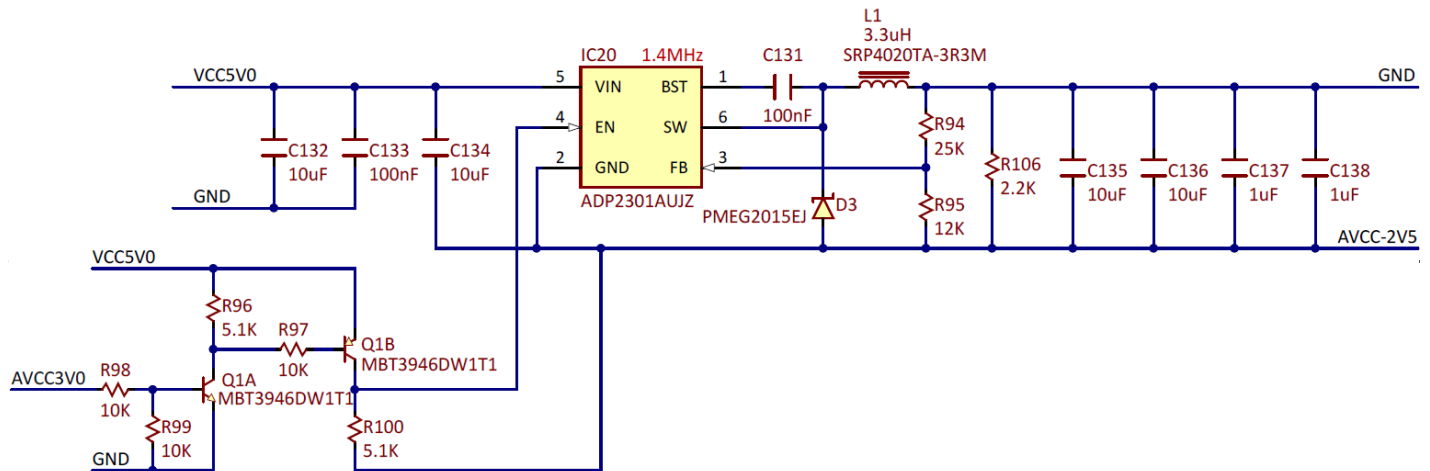 L1
3.3uH
SRP4020TA-3R3M
IC20 1.4MHz
C131
100nF
VCC5V0
5 VIN BST 1
4 EN SW 6
2 GND FB 3
ADP2301AUJZ
GND
C132
10uF
C133
100nF
C134
10uF
GND
R94
25K
R95
12K
D3
PMEG2015EJ
R106
2.2K
C135
10uF
C136
10uF
C137
1uF
C138
1uF
AVCC-2V5
VCC5V0
R96
5.1K
R97
10K
Q1B
MBT3946DW1T1
AVCC3V0
R98
10K
Q1A
MBT3946DW1T1
R99
10K
R100
5.1K
GND